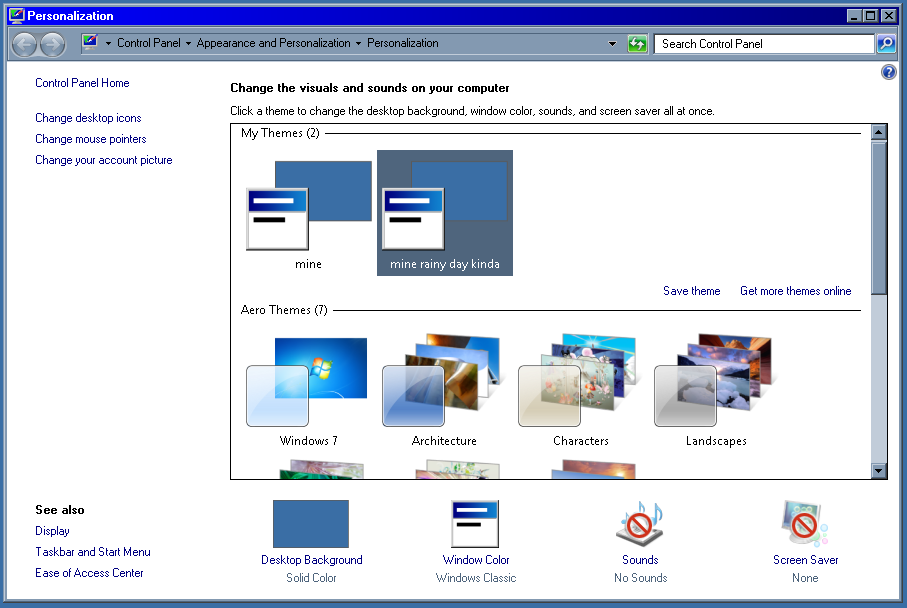 Personalization
Control Panel Appearance and Personalization Personalization
Search Control Panel
Control Panel Home
Change desktop icons
Change mouse pointers
Change your account picture
Change the visuals and sounds on your computer
Click a theme to change the desktop background, window color, sounds, and screen saver all at once.
My Themes (2)
mine
mine rainy day kinda
Save theme
Get more themes online
Aero Themes (7)
Windows 7
Architecture
Characters
Landscapes
See also
Display
Taskbar and Start Menu
Ease of Access Center
Desktop Background
Solid Color
Window Color
Windows Classic
Sounds
No Sounds
Screen Saver
None